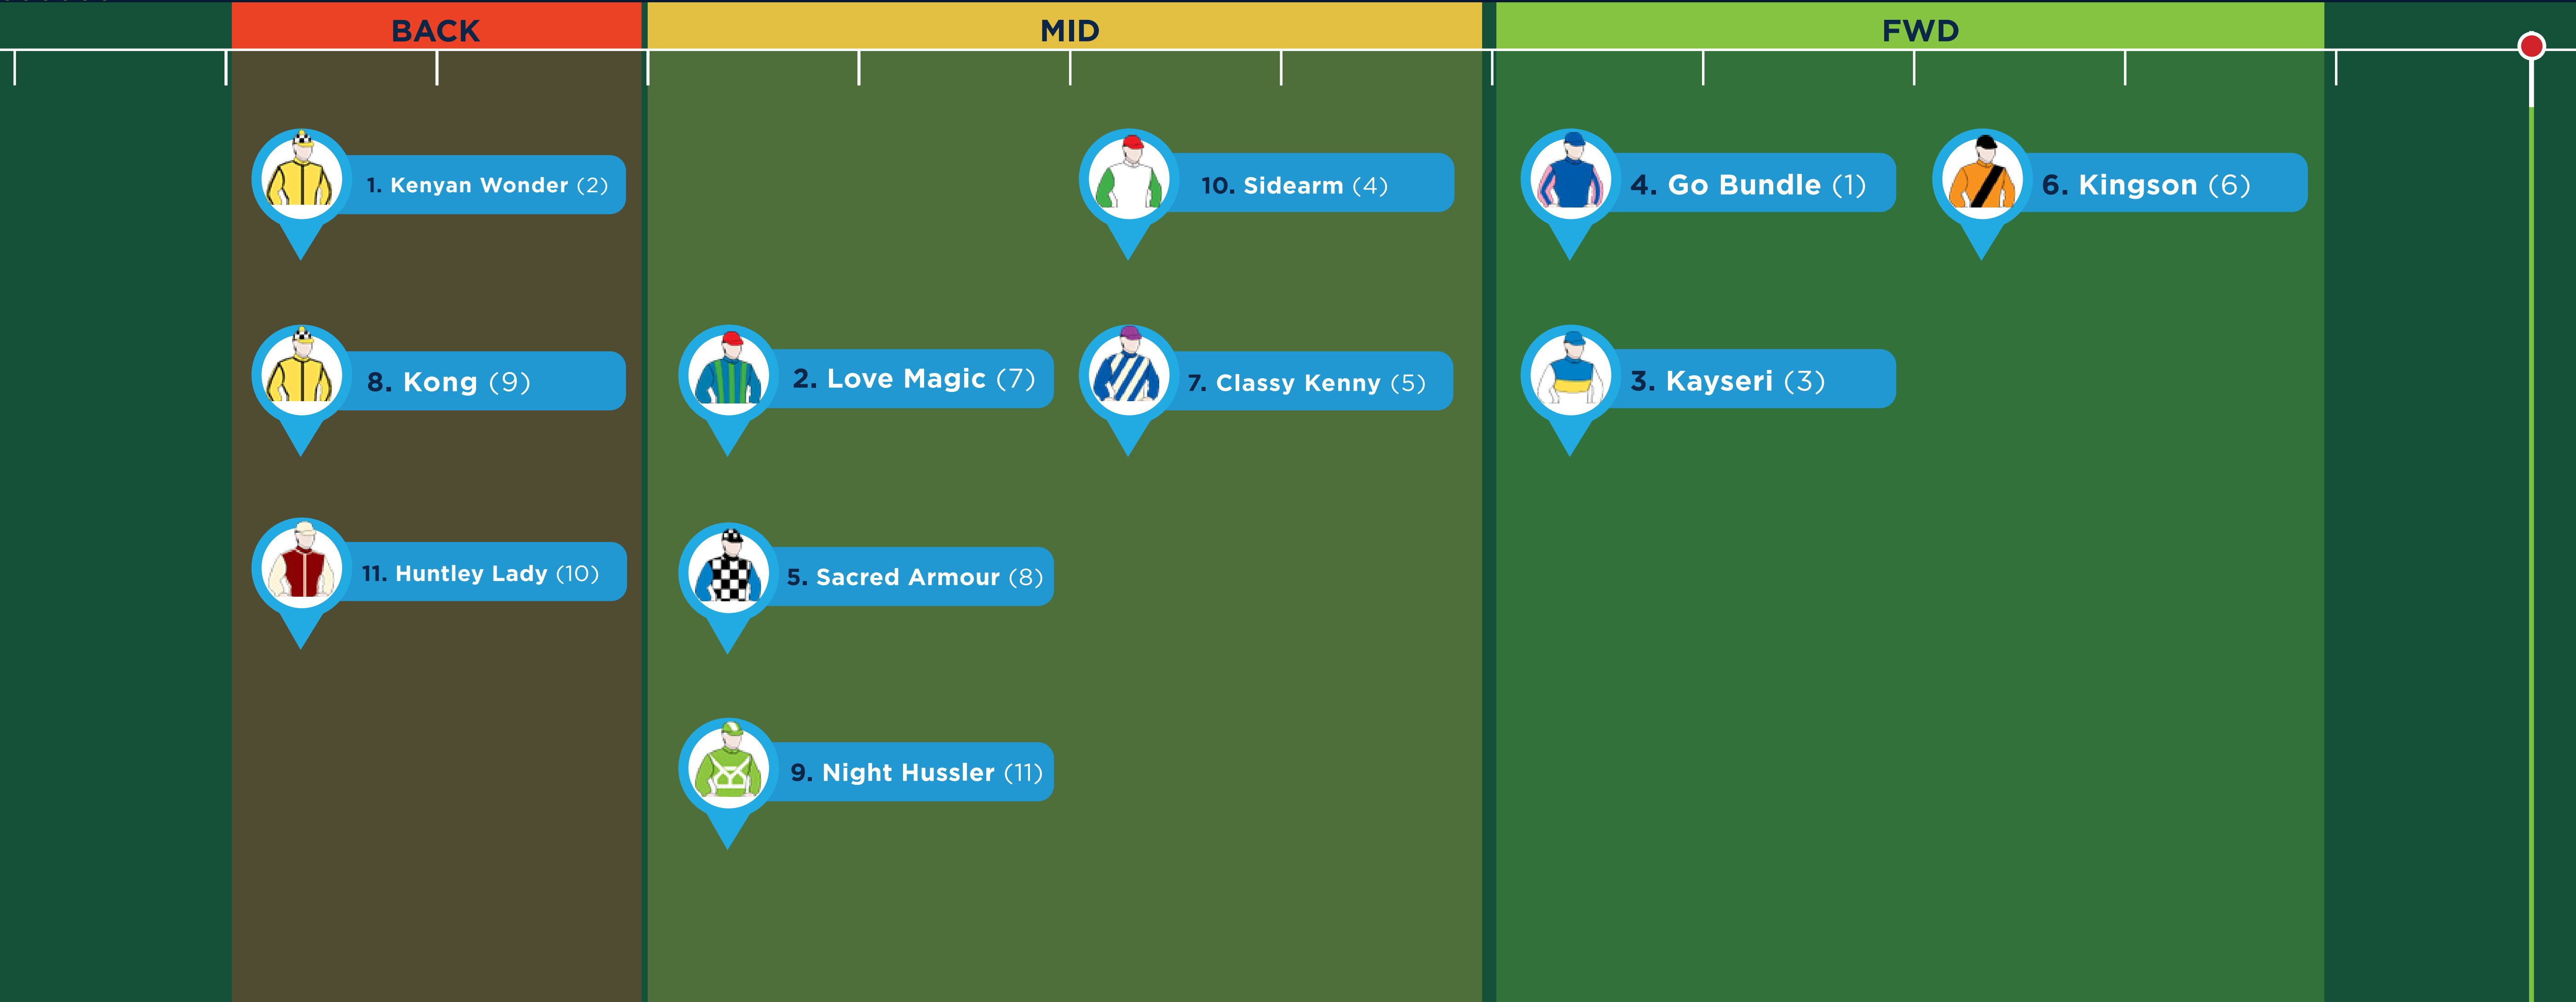 BACK
MID
FWD
1. Kenyan Wonder (2)
10. Sidearm (4)
4. Go Bundle (1)
6. Kingson (6)
8. Kong (9)
2. Love Magic (7)
7. Classy Kenny (5)
3. Kayseri (3)
11. Huntley Lady (10)
5. Sacred Armour (8)
9. Night Hussler (11)